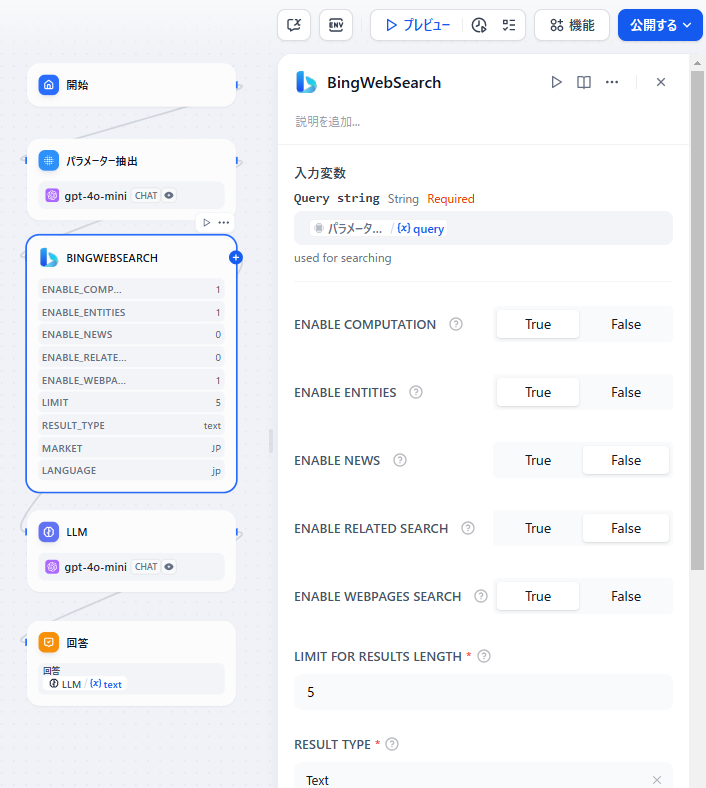 ENV
プレビュー
機能
公開する
開始
パラメーター抽出
gpt-4o-mini CHAT
BINGWEBSEARCH
ENABLE_COMP... 1
ENABLE_ENTITIES 1
ENABLE_NEWS 0
ENABLE_RELATE... 0
ENABLE_WEBPA... 1
LIMIT 5
RESULT_TYPE text
MARKET JP
LANGUAGE jp
LLM
gpt-4o-mini CHAT
回答
回答
LLM / {x} text
BingWebSearch
説明を追加...
入力変数
Query string String Required
パラメータ... / {x} query
used for searching
ENABLE COMPUTATION True False
ENABLE ENTITIES True False
ENABLE NEWS True False
ENABLE RELATED SEARCH True False
ENABLE WEBPAGES SEARCH True False
LIMIT FOR RESULTS LENGTH *
5
RESULT TYPE *
Text